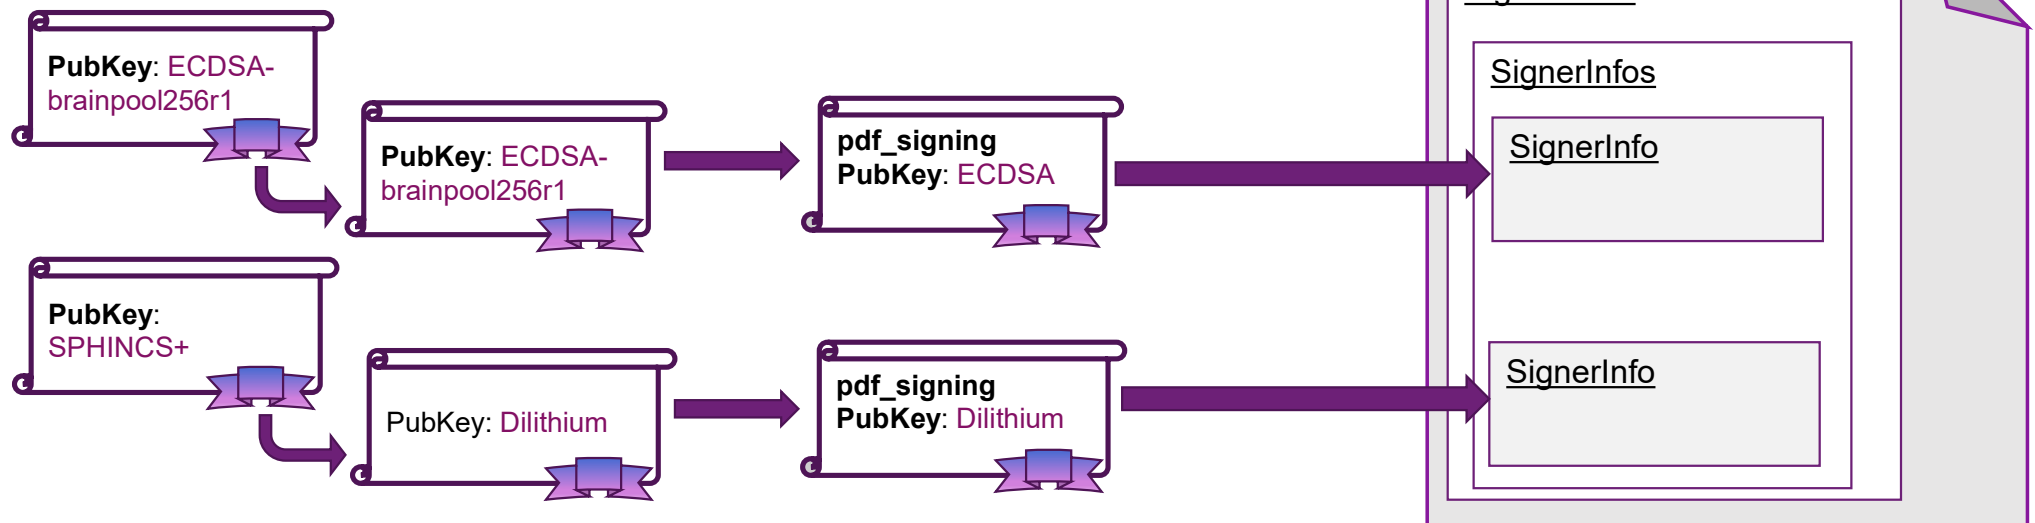 PubKey: ECDSA-
brainpool256r1
PubKey: ECDSA-
brainpool256r1
pdf_signing
PubKey: ECDSA
SignerInfos
SignerInfo
PubKey:
SPHINCS+
PubKey: Dilithium
pdf_signing
PubKey: Dilithium
SignerInfo